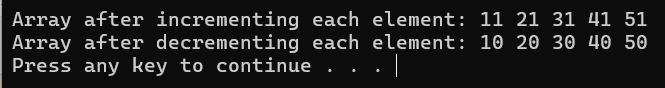 Array after incrementing each element: 11 21 31 41 51
Array after decrementing each element: 10 20 30 40 50
Press any key to continue . . .